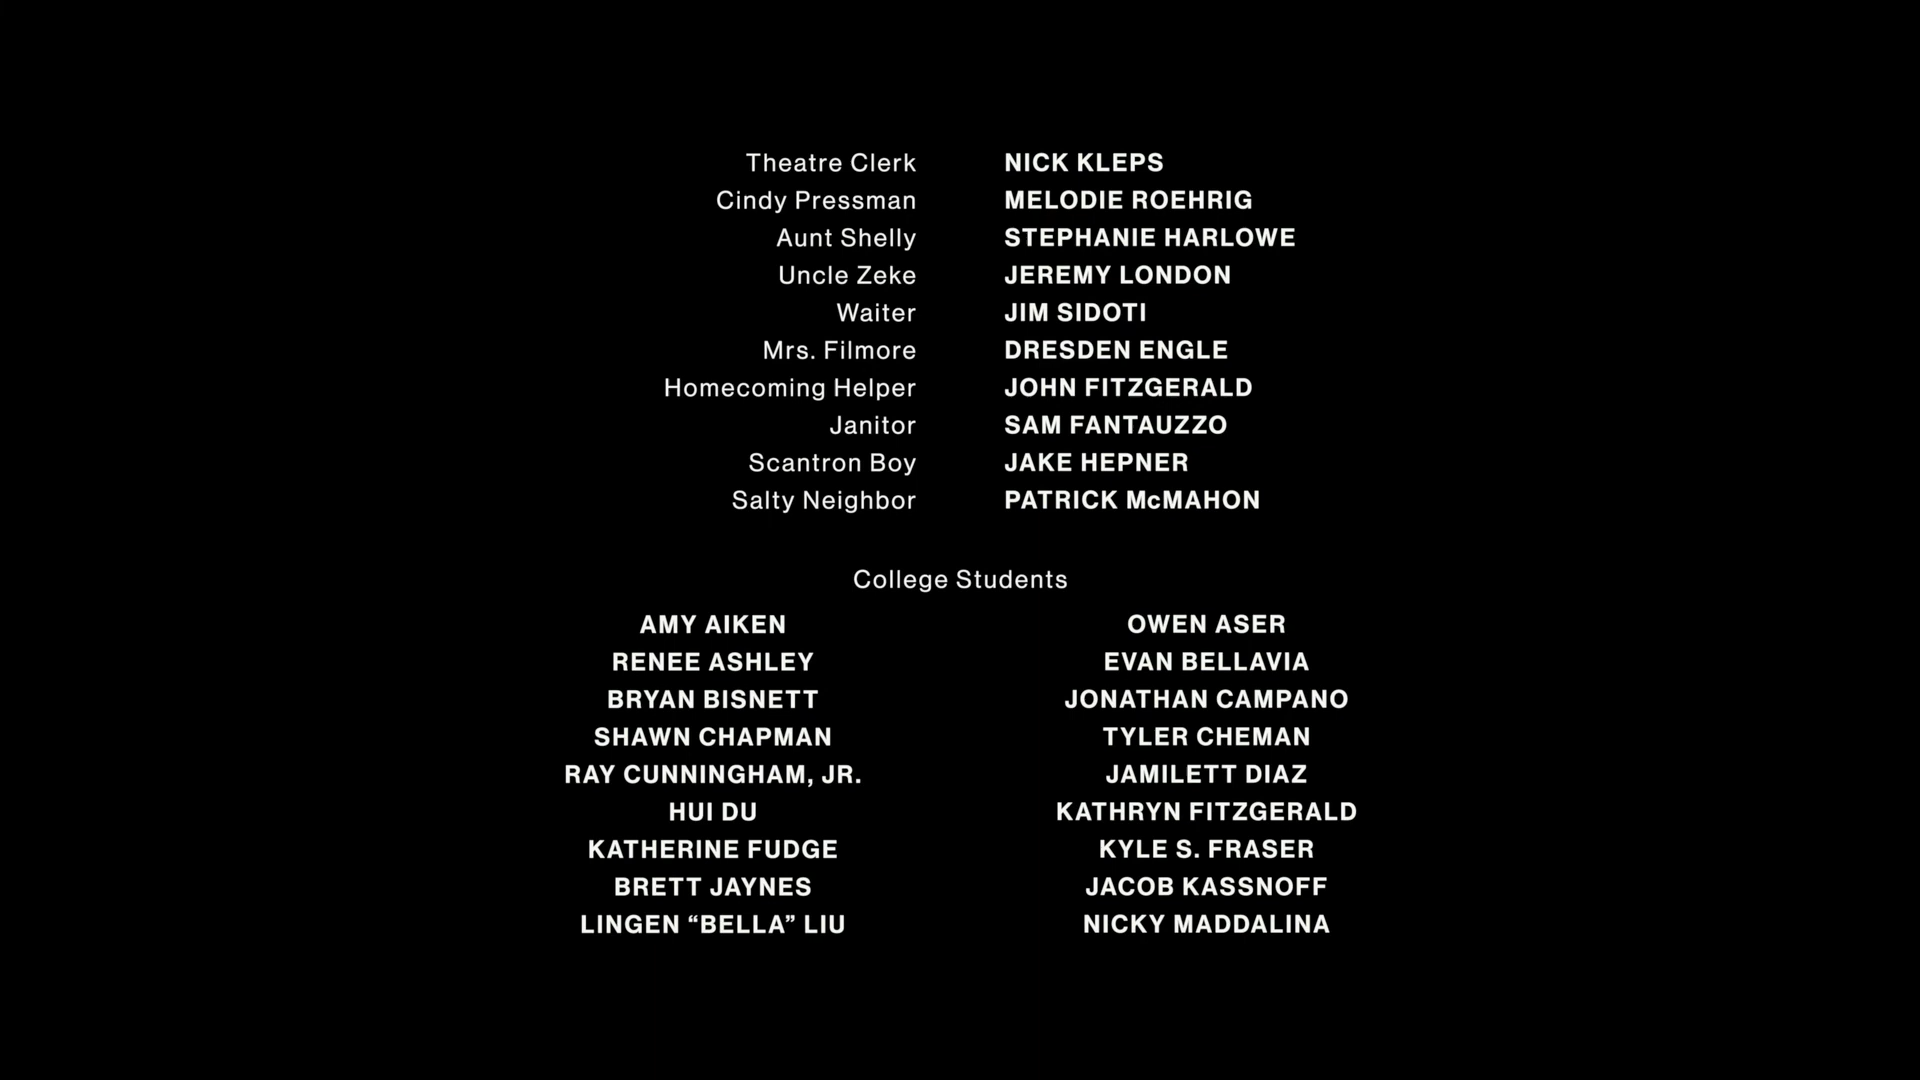 Theatre Clerk NICK KLEPS
Cindy Pressman MELODIE ROEHRIG
Aunt Shelly STEPHANIE HARLOWE
Uncle Zeke JEREMY LONDON
Waiter JIM SIDOTI
Mrs. Filmore DRESDEN ENGLE
Homecoming Helper JOHN FITZGERALD
Janitor SAM FANTAUZZO
Scantron Boy JAKE HEPNER
Salty Neighbor PATRICK McMAHON
College Students
AMY AIKEN OWEN ASER
RENEE ASHLEY EVAN BELLAVIA
BRYAN BISNETT JONATHAN CAMPANO
SHAWN CHAPMAN TYLER CHEMAN
RAY CUNNINGHAM, JR. JAMILETT DIAZ
HUI DU KATHRYN FITZGERALD
KATHERINE FUDGE KYLE S. FRASER
BRETT JAYNES JACOB KASSNOFF
LINGEN “BELLA” LIU NICKY MADDALINA